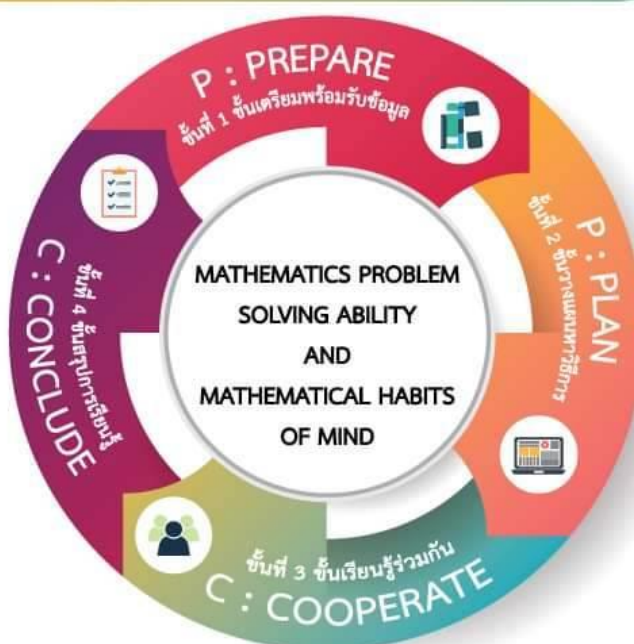 P : PREPARE
ขั้นที่ 1 ขั้นเตรียมพร้อมรับข้อมูล
P : PLAN
ขั้นที่ 2 ขั้นวางแผนหาวิธีการ
ขั้นที่ 3 ขั้นเรียนรู้ร่วมกัน
C : COOPERATE
C : CONCLUDE
ขั้นที่ 4 ขั้นสรุปการเรียนรู้
MATHEMATICS PROBLEM
SOLVING ABILITY
AND
MATHEMATICAL HABITS
OF MIND